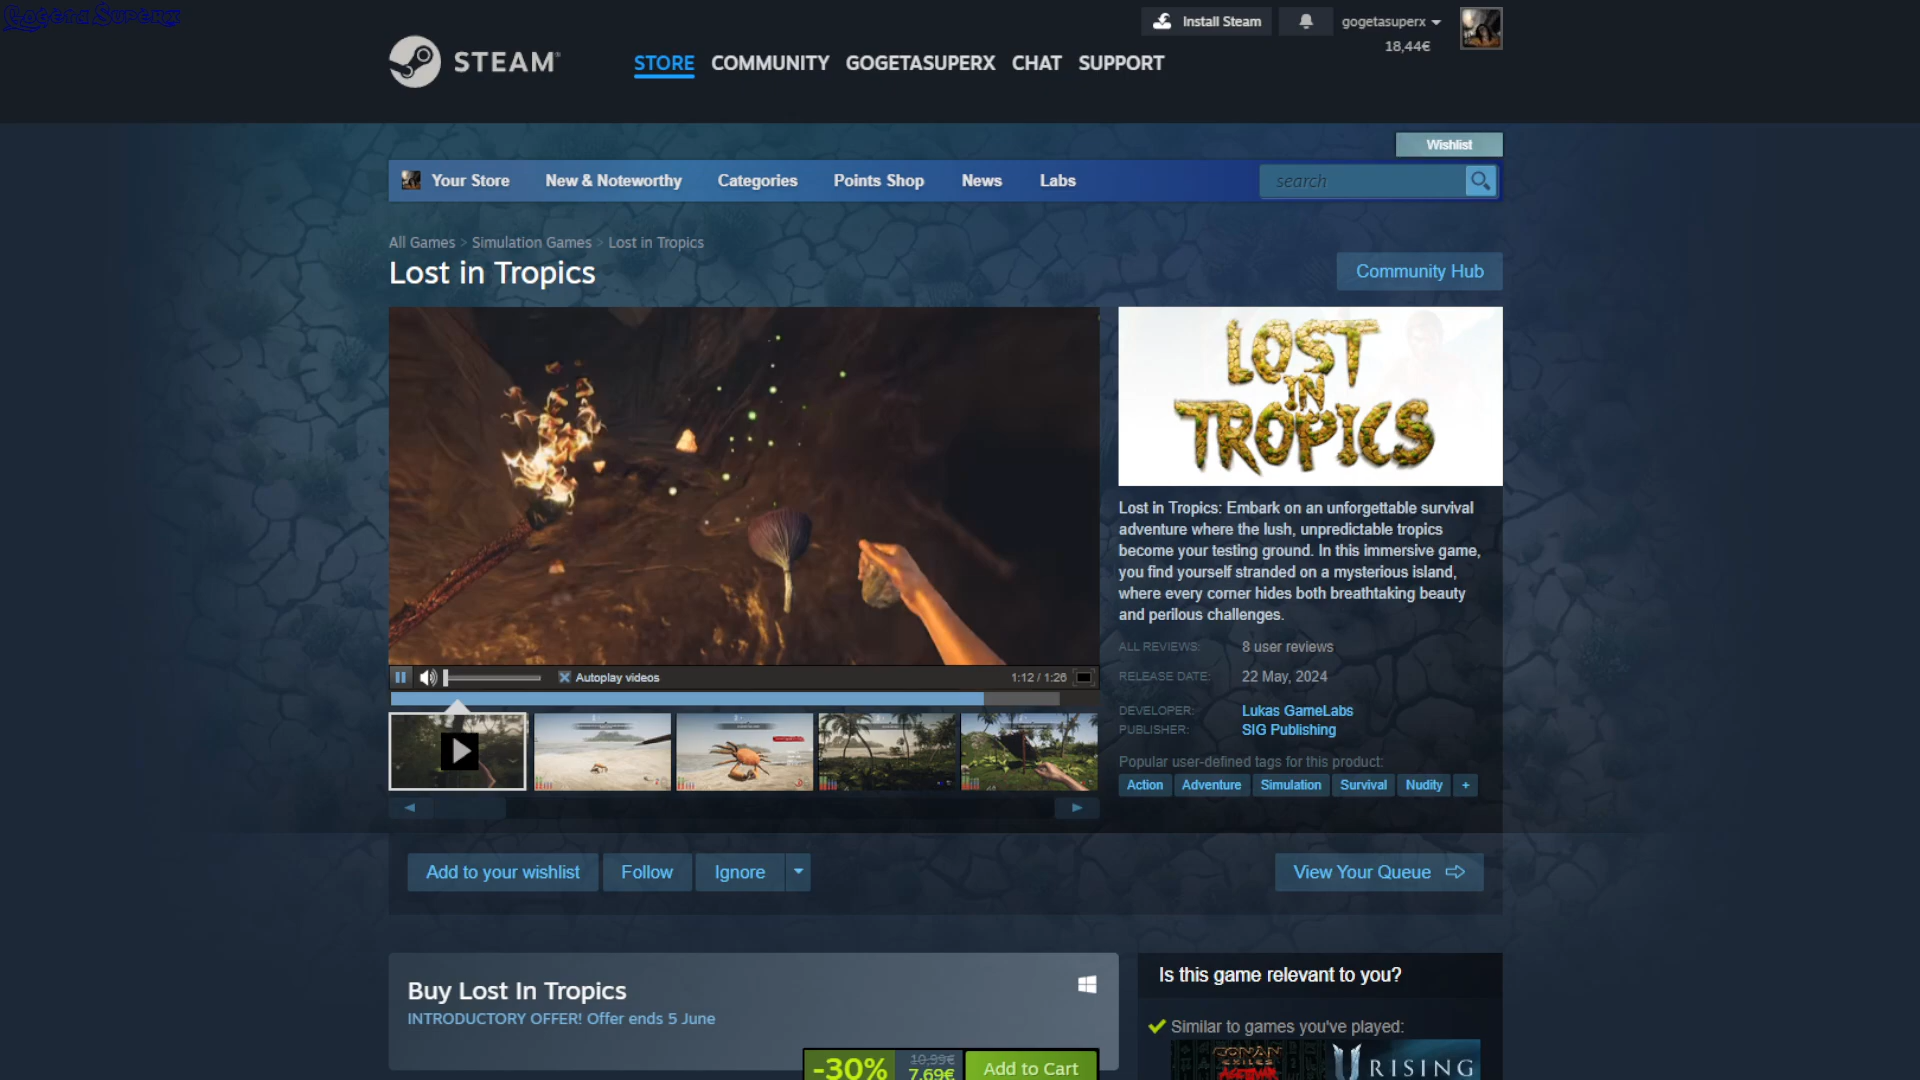 Gogeta Superx
Install Steam
gogetasuperx
18,44€
STEAM®
STORE COMMUNITY GOGETASUPERX CHAT SUPPORT
Wishlist
Your Store New & Noteworthy Categories Points Shop News Labs
search
All Games > Simulation Games > Lost in Tropics
Lost in Tropics
Community Hub
LOST
IN
TROPICS
Lost in Tropics: Embark on an unforgettable survival
adventure where the lush, unpredictable tropics
become your testing ground. In this immersive game,
you find yourself stranded on a mysterious island,
where every corner hides both breathtaking beauty
and perilous challenges.
ALL REVIEWS: 8 user reviews
RELEASE DATE: 22 May, 2024
DEVELOPER: Lukas GameLabs
PUBLISHER: SIG Publishing
Popular user-defined tags for this product:
Action Adventure Simulation Survival Nudity +
Autoplay videos
1:12 / 1:26
Add to your wishlist Follow Ignore
View Your Queue
Buy Lost In Tropics
INTRODUCTORY OFFER! Offer ends 5 June
-30%
10,99€
7,69€
Add to Cart
Is this game relevant to you?
Similar to games you've played:
CONAN
EXILES
V RISING